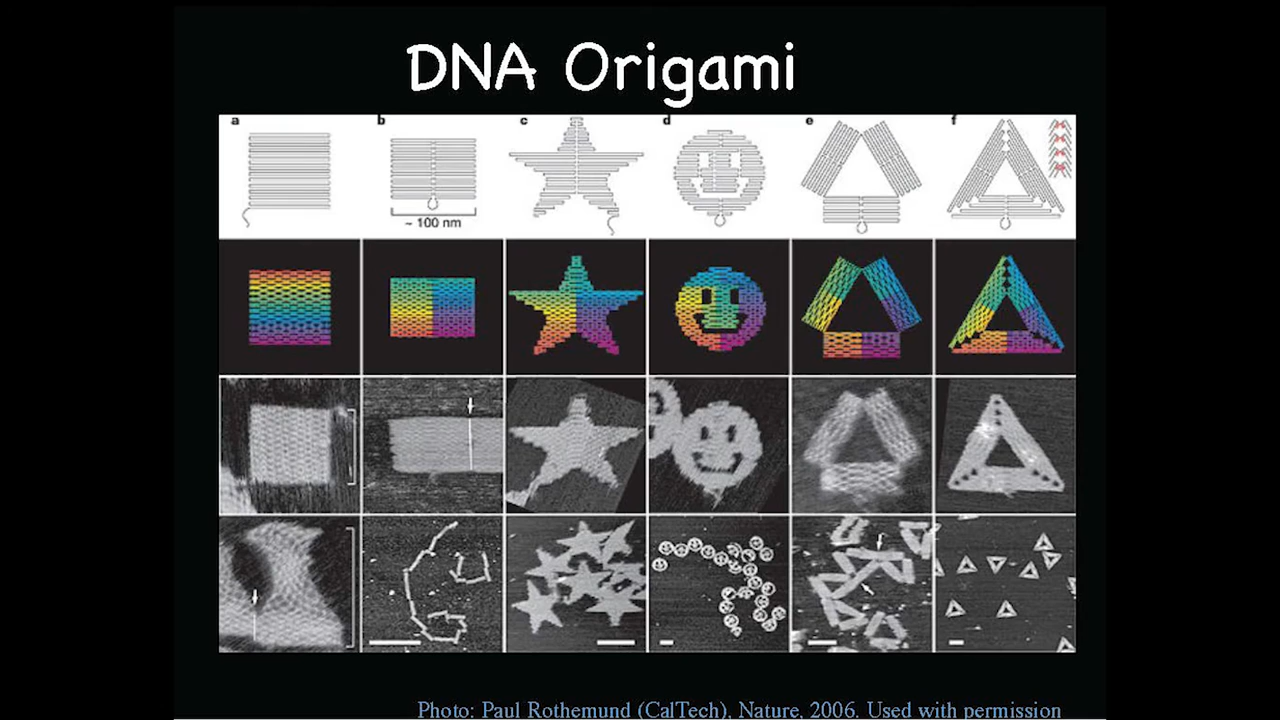 DNA Origami
a b c d e f
~ 100 nm
Photo: Paul Rothemund (CalTech), Nature, 2006. Used with permission